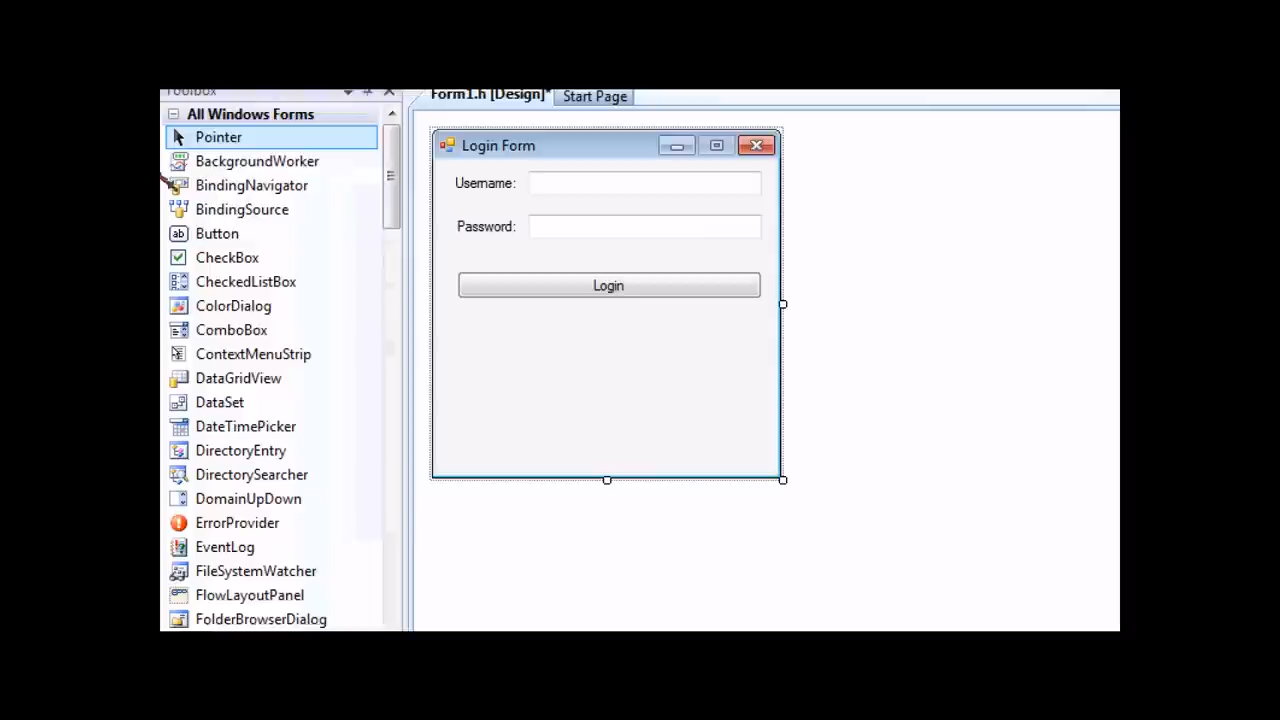 Toolbox
Form1.h [Design]*
Start Page
All Windows Forms
Pointer
BackgroundWorker
BindingNavigator
BindingSource
ab Button
CheckBox
CheckedListBox
ColorDialog
ComboBox
ContextMenuStrip
DataGridView
DataSet
DateTimePicker
DirectoryEntry
DirectorySearcher
DomainUpDown
ErrorProvider
EventLog
FileSystemWatcher
FlowLayoutPanel
FolderBrowserDialog
Login Form
Username:
Password:
Login